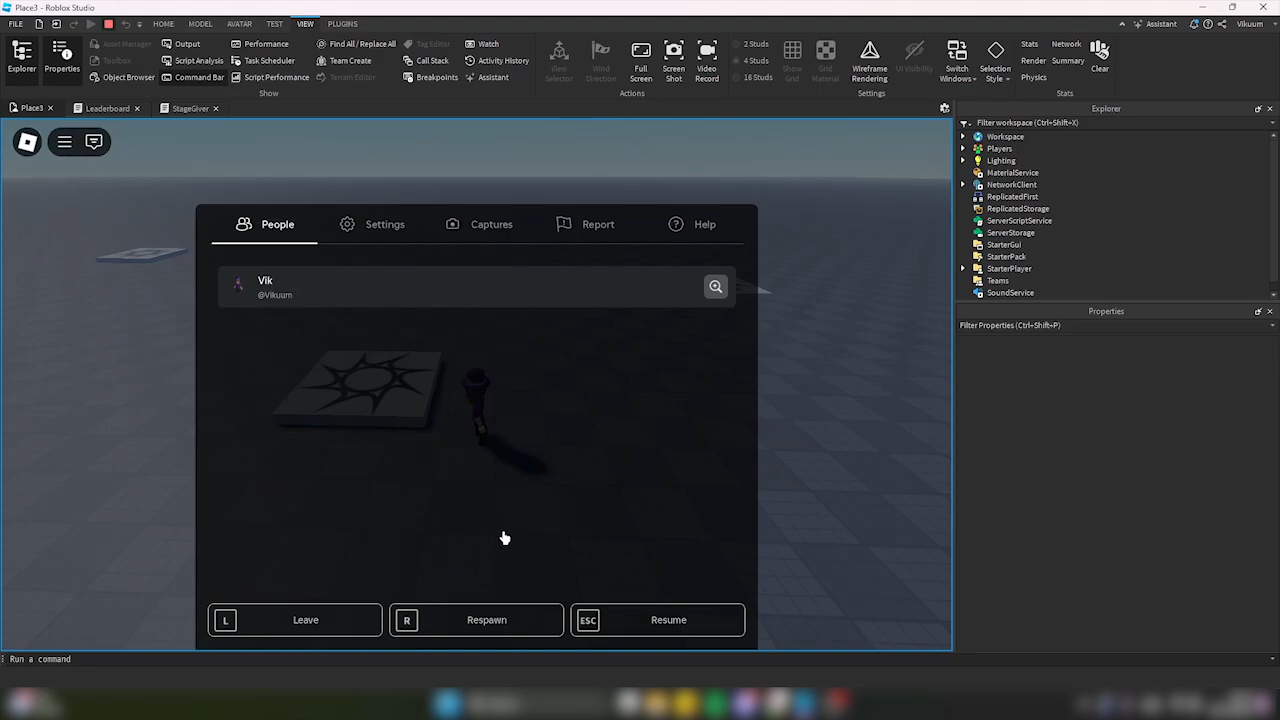 Place3 - Roblox Studio
FILE HOME MODEL AVATAR TEST VIEW PLUGINS Assistant Vikuum
Explorer Properties
Asset Manager Output Performance Find All / Replace All Tag Editor Watch
Toolbox Script Analysis Task Scheduler Team Create Call Stack Activity History
Object Browser Command Bar Script Performance Terrain Editor Breakpoints Assistant
Show
View Selector Wind Direction Full Screen Screen Shot Video Record
Actions
2 Studs
4 Studs
16 Studs
Show Grid Grid Material Wireframe Rendering UI Visibility Switch Windows Selection Style
Settings
Stats Network
Render Summary
Physics
Clear
Stats
Place3 Leaderboard StageGiver
Explorer
Filter workspace (Ctrl+Shift+X)
Workspace
Players
Lighting
MaterialService
NetworkClient
ReplicatedFirst
ReplicatedStorage
ServerScriptService
ServerStorage
StarterGui
StarterPack
StarterPlayer
Teams
SoundService
Properties
Filter Properties (Ctrl+Shift+P)
People Settings Captures Report Help
Vik
@Vikuum
L Leave R Respawn ESC Resume
Run a command